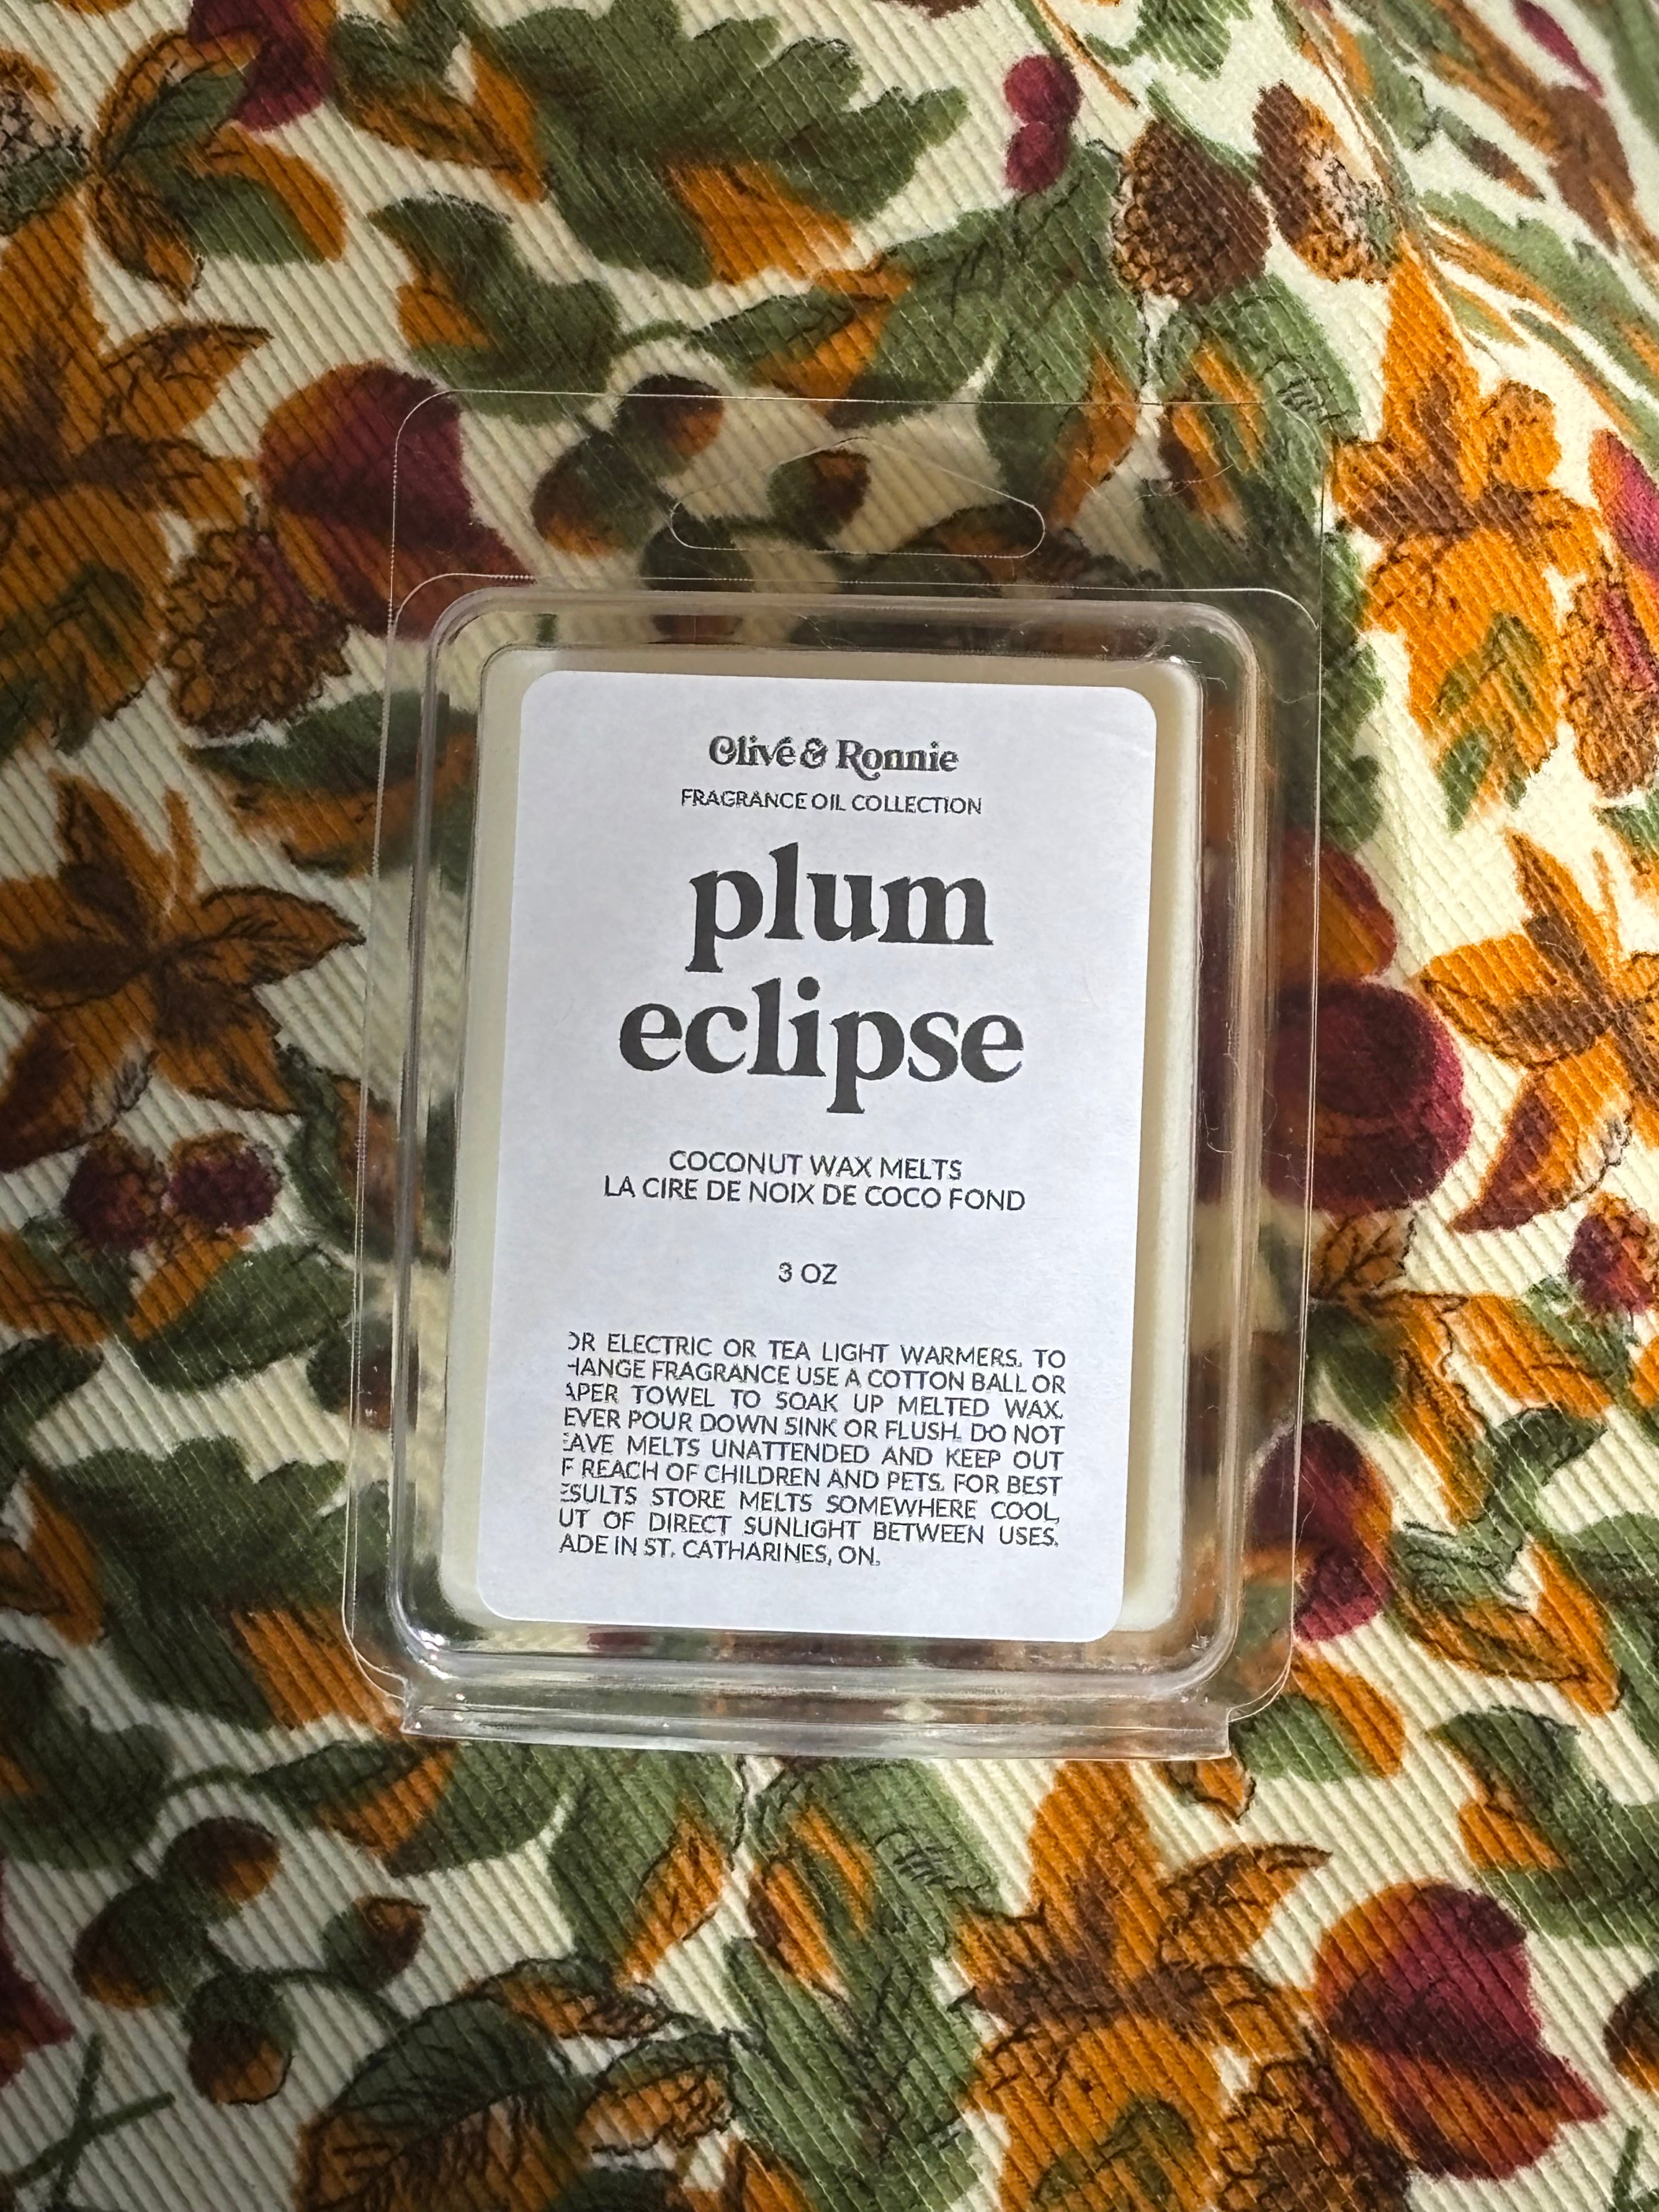 Olive & Ronnie
FRAGRANCE OIL COLLECTION
plum
eclipse
COCONUT WAX MELTS
LA CIRE DE NOIX DE COCO FOND
3 OZ
OR ELECTRIC OR TEA LIGHT WARMERS. TO
HANGE FRAGRANCE USE A COTTON BALL OR
APER TOWEL TO SOAK UP MELTED WAX.
EVER POUR DOWN SINK OR FLUSH. DO NOT
EAVE MELTS UNATTENDED AND KEEP OUT
F REACH OF CHILDREN AND PETS. FOR BEST
ESULTS STORE MELTS SOMEWHERE COOL,
UT OF DIRECT SUNLIGHT BETWEEN USES.
ADE IN ST. CATHARINES, ON.